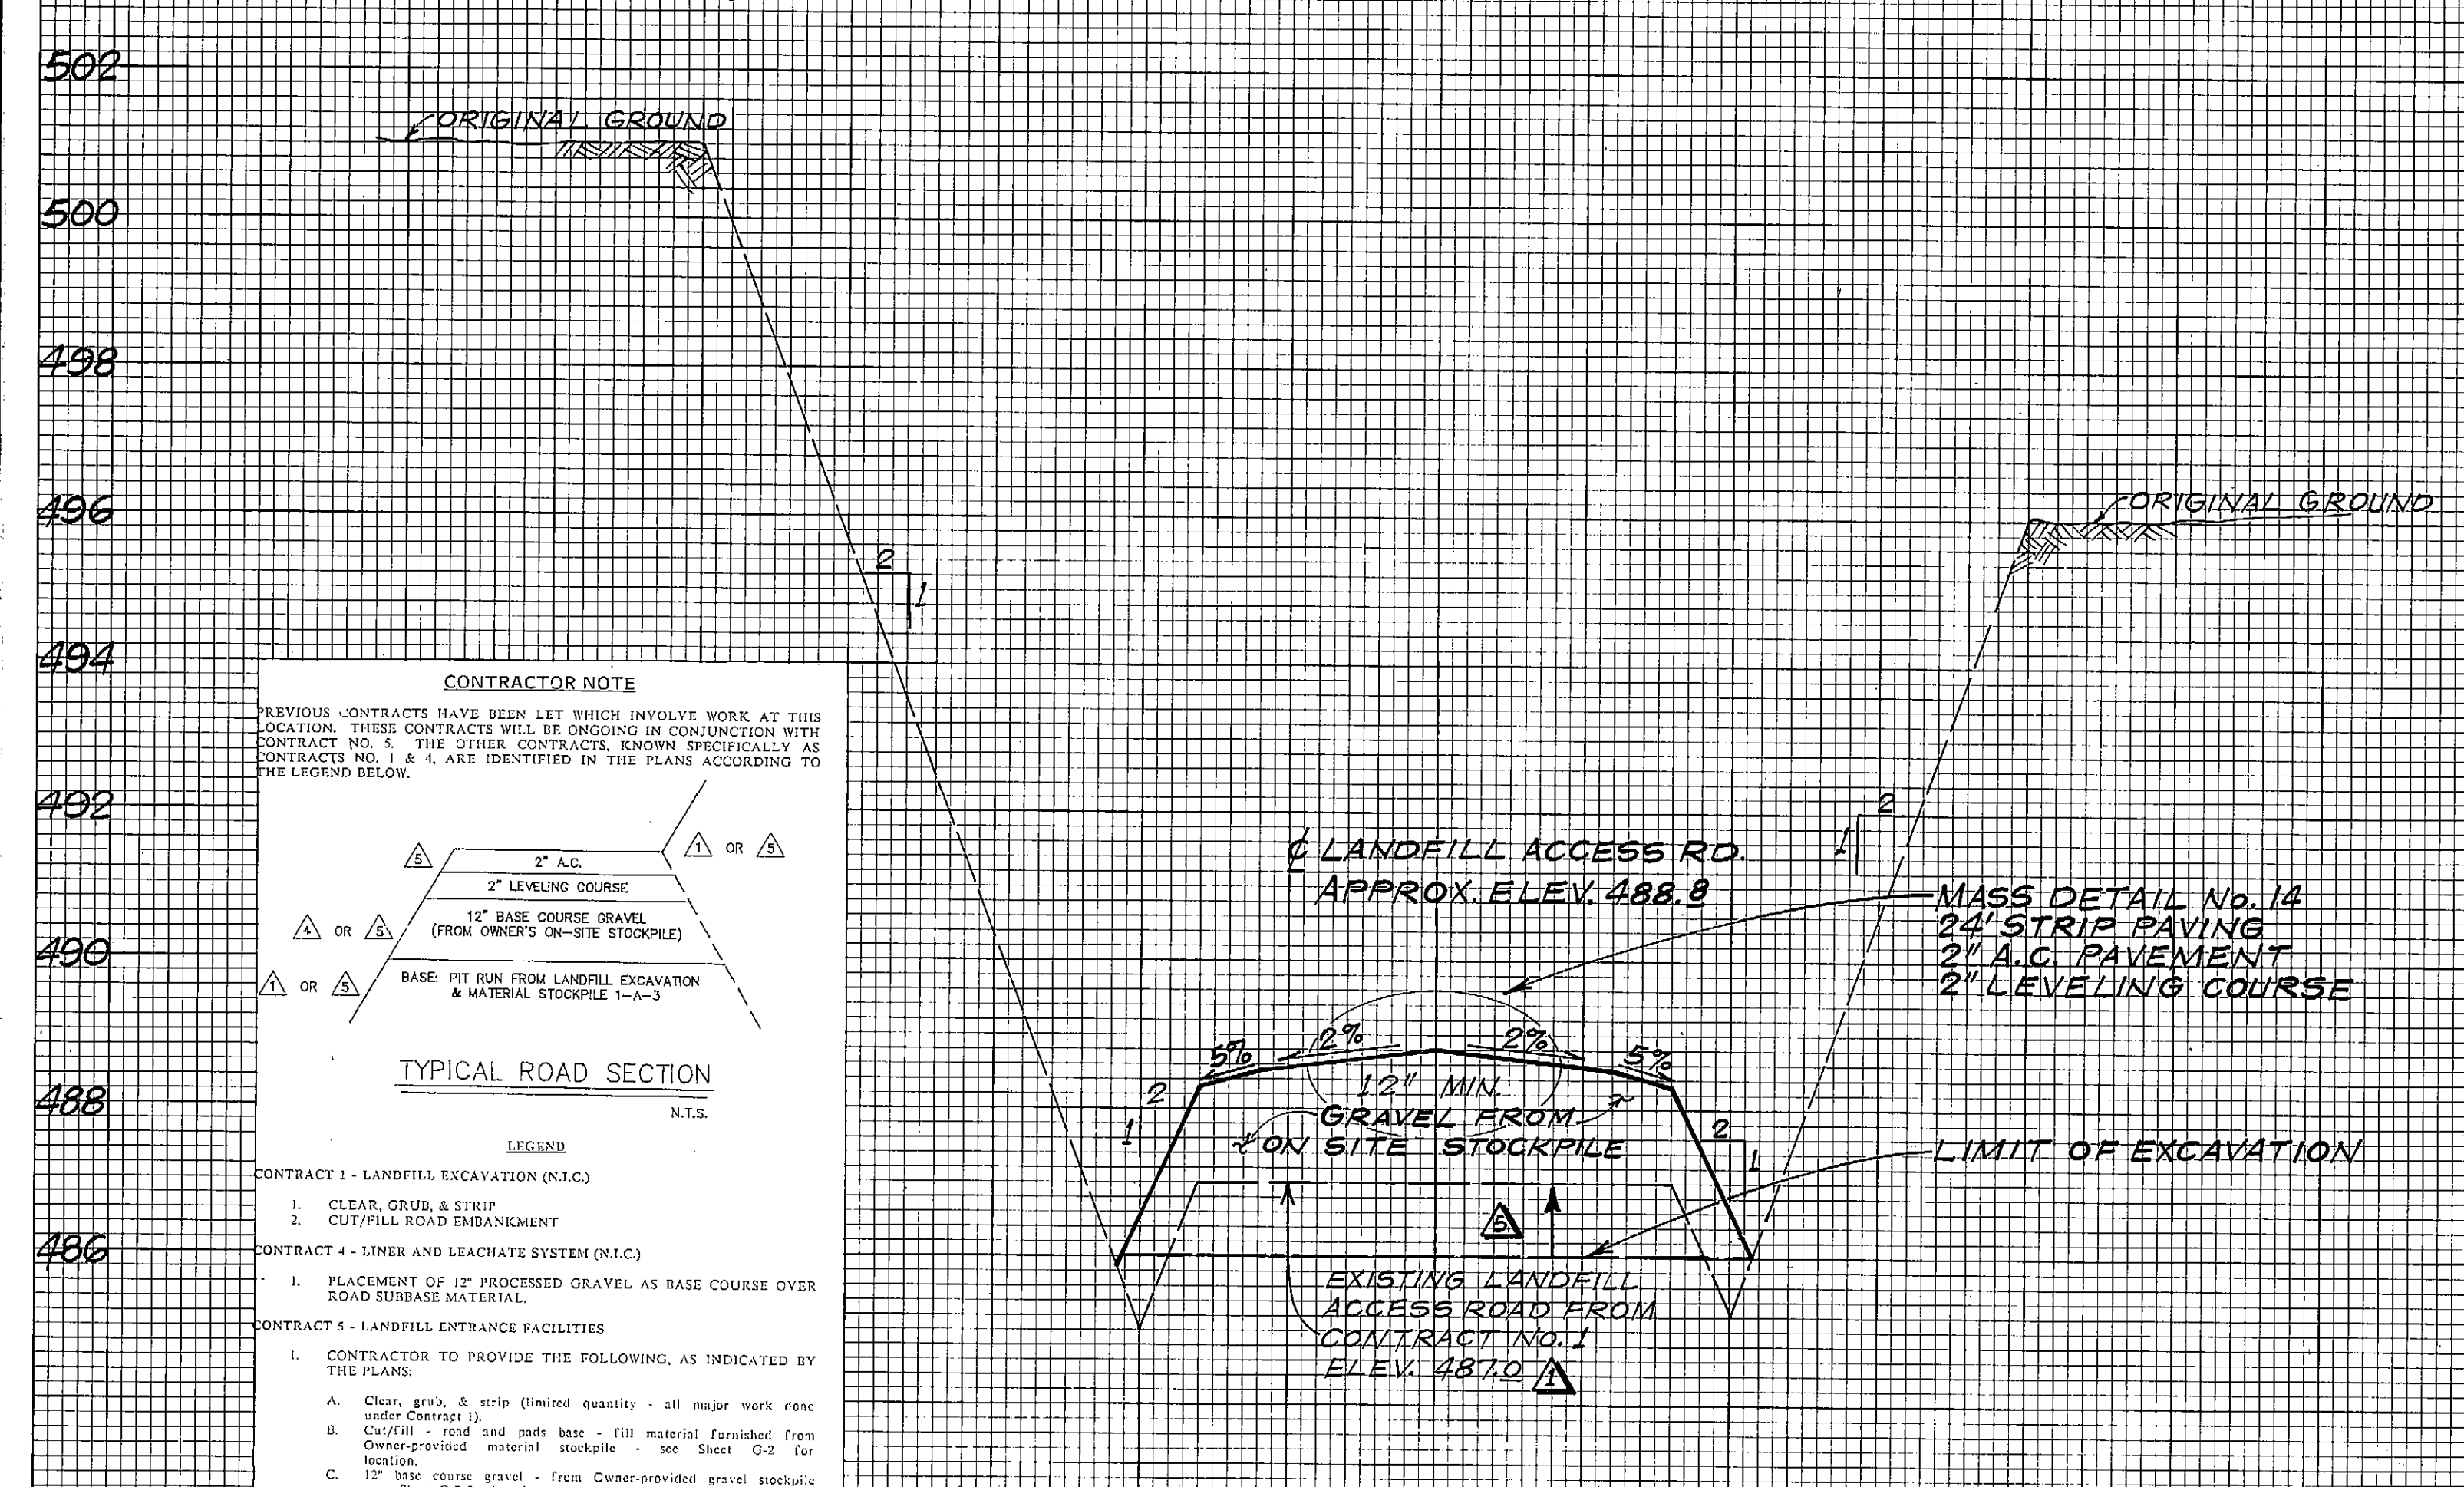 502
ORIGINAL GROUND
500
498
496
ORIGINAL GROUND
2
1
494
CONTRACTOR NOTE
PREVIOUS CONTRACTS HAVE BEEN LET WHICH INVOLVE WORK AT THIS
LOCATION. THESE CONTRACTS WILL BE ONGOING IN CONJUNCTION WITH
CONTRACT NO. 5. THE OTHER CONTRACTS, KNOWN SPECIFICALLY AS
CONTRACTS NO. 1 & 4, ARE IDENTIFIED IN THE PLANS ACCORDING TO
THE LEGEND BELOW.
492
5
2" A.C.
1 OR 5
2" LEVELING COURSE
4 OR 5
12" BASE COURSE GRAVEL
(FROM OWNER'S ON-SITE STOCKPILE)
490
1 OR 5
BASE: PIT RUN FROM LANDFILL EXCAVATION
& MATERIAL STOCKPILE 1-A-3
TYPICAL ROAD SECTION
N.T.S.
488
LEGEND
CONTRACT 1 - LANDFILL EXCAVATION (N.I.C.)
1. CLEAR, GRUB, & STRIP
2. CUT/FILL ROAD EMBANKMENT
486
CONTRACT 4 - LINER AND LEACHATE SYSTEM (N.I.C.)
1. PLACEMENT OF 12" PROCESSED GRAVEL AS BASE COURSE OVER
ROAD SUBBASE MATERIAL.
CONTRACT 5 - LANDFILL ENTRANCE FACILITIES
1. CONTRACTOR TO PROVIDE THE FOLLOWING, AS INDICATED BY
THE PLANS:
A. Clear, grub, & strip (limited quantity - all major work done
under Contract 1).
B. Cut/fill - road and pads base - fill material furnished from
Owner-provided material stockpile - see Sheet G-2 for
location.
C. 12" base course gravel - from Owner-provided gravel stockpile
2
1
℄ LANDFILL ACCESS RD.
APPROX. ELEV. 488.8
MASS DETAIL No. 14
24' STRIP PAVING
2" A.C. PAVEMENT
2" LEVELING COURSE
5%
2%
2%
5%
2
1
12" MIN.
GRAVEL FROM
ON SITE STOCKPILE
2
1
LIMIT OF EXCAVATION
5
EXISTING LANDFILL
ACCESS ROAD FROM
CONTRACT NO. 1
ELEV. 487.0 1